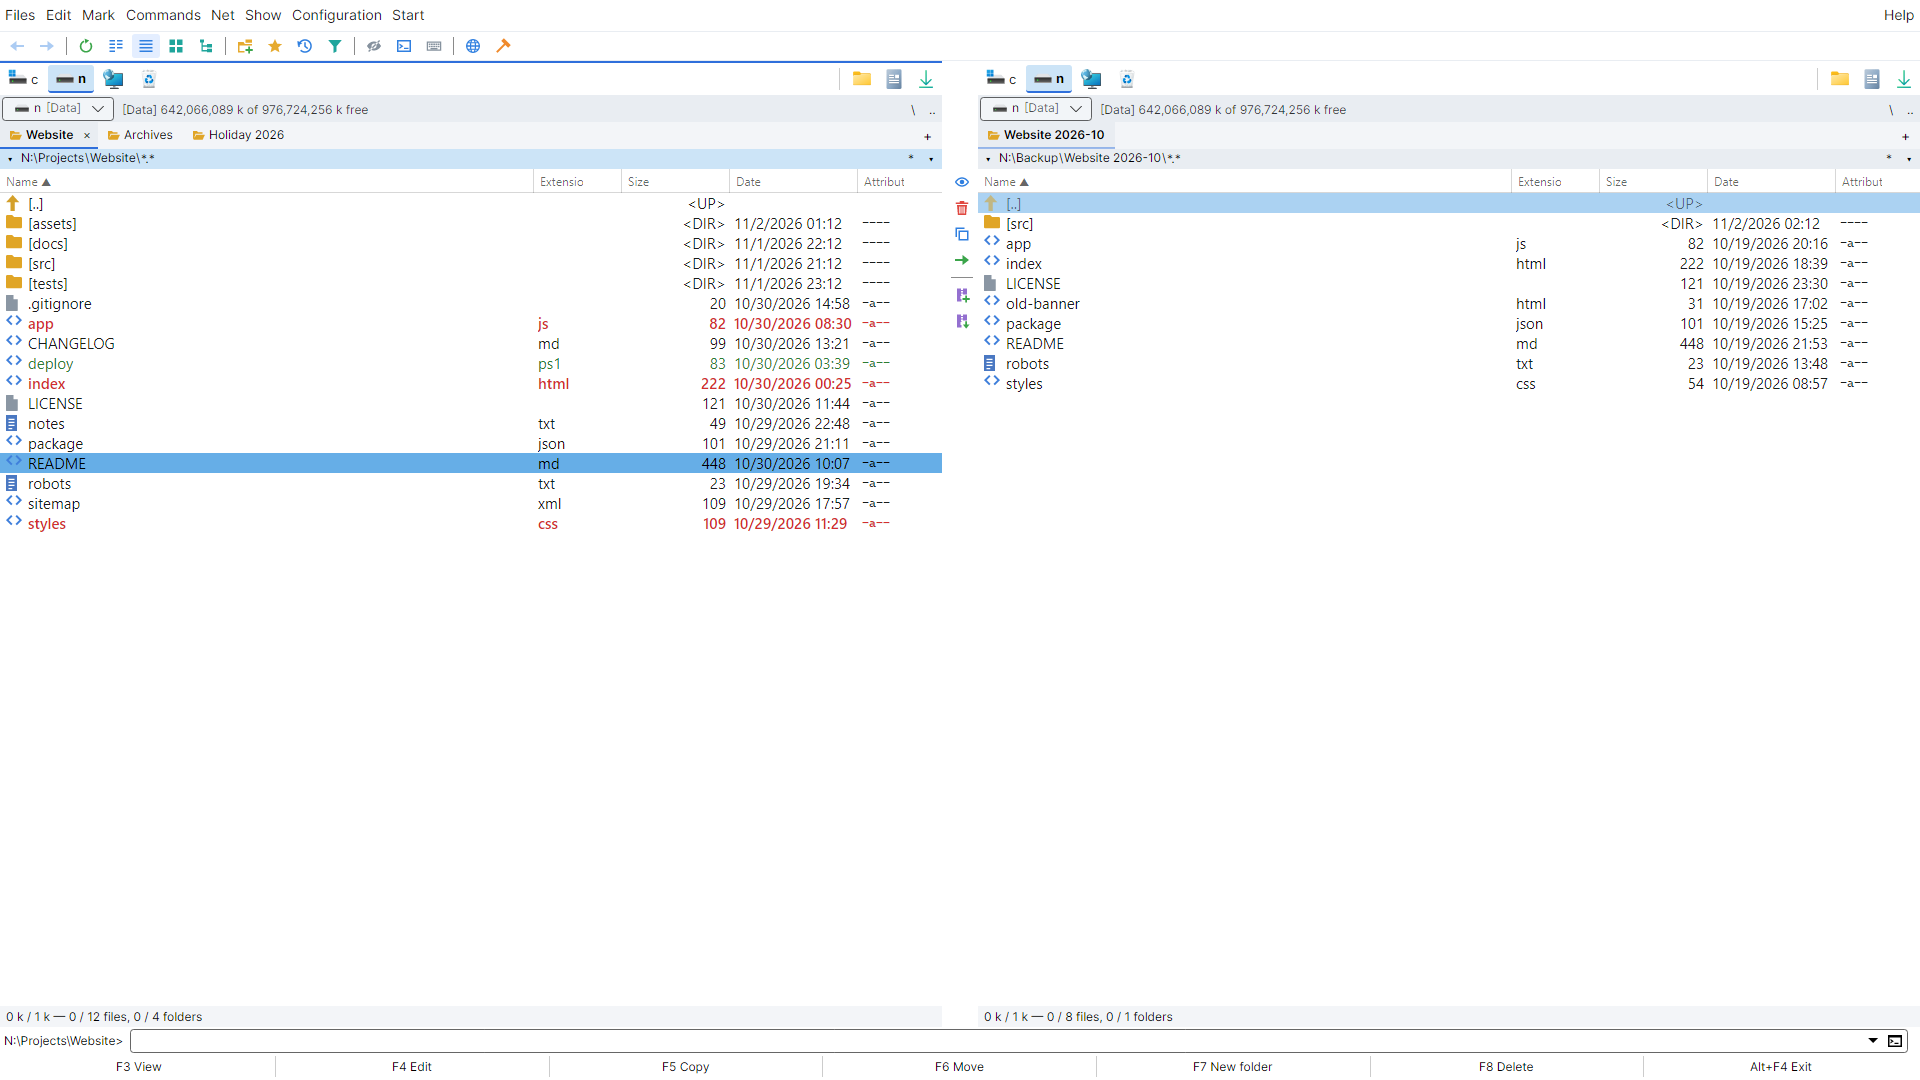 Files Edit Mark Commands Net Show Configuration Start Help
c n
c n
n [Data] [Data] 642,066,089 k of 976,724,256 k free \ ..
n [Data] [Data] 642,066,089 k of 976,724,256 k free \ ..
Website × Archives Holiday 2026 +
Website 2026-10 +
N:\Projects\Website\*.* *
N:\Backup\Website 2026-10\*.* *
Name Extensio Size Date Attribut
[..] <UP>
[assets] <DIR> 11/2/2026 01:12 ----
[docs] <DIR> 11/1/2026 22:12 ----
[src] <DIR> 11/1/2026 21:12 ----
[tests] <DIR> 11/1/2026 23:12 ----
.gitignore 20 10/30/2026 14:58 -a--
app js 82 10/30/2026 08:30 -a--
CHANGELOG md 99 10/30/2026 13:21 -a--
deploy ps1 83 10/30/2026 03:39 -a--
index html 222 10/30/2026 00:25 -a--
LICENSE 121 10/30/2026 11:44 -a--
notes txt 49 10/29/2026 22:48 -a--
package json 101 10/29/2026 21:11 -a--
README md 448 10/30/2026 10:07 -a--
robots txt 23 10/29/2026 19:34 -a--
sitemap xml 109 10/29/2026 17:57 -a--
styles css 109 10/29/2026 11:29 -a--
Name Extensio Size Date Attribut
[..] <UP>
[src] <DIR> 11/2/2026 02:12 ----
app js 82 10/19/2026 20:16 -a--
index html 222 10/19/2026 18:39 -a--
LICENSE 121 10/19/2026 23:30 -a--
old-banner html 31 10/19/2026 17:02 -a--
package json 101 10/19/2026 15:25 -a--
README md 448 10/19/2026 21:53 -a--
robots txt 23 10/19/2026 13:48 -a--
styles css 54 10/19/2026 08:57 -a--
0 k / 1 k — 0 / 12 files, 0 / 4 folders
0 k / 1 k — 0 / 8 files, 0 / 1 folders
N:\Projects\Website>
F3 View F4 Edit F5 Copy F6 Move F7 New folder F8 Delete Alt+F4 Exit